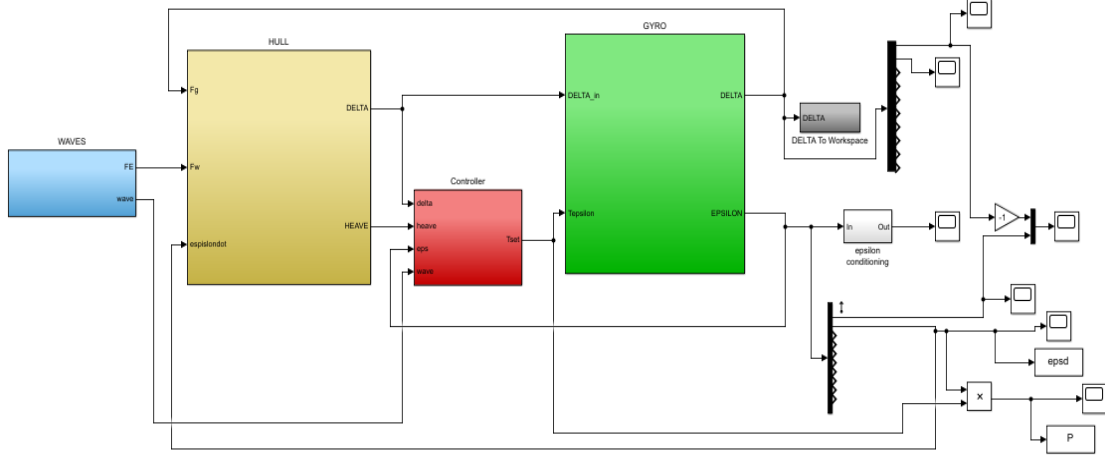 GYRO
HULL
Fg
DELTA
DELTA_in
DELTA
DELTA
DELTA To Workspace
WAVES
FE
Fw
wave
Controller
delta
heave
eps
wave
Tset
HEAVE
espislondot
Tepsilon
EPSILON
In
Out
epsilon
conditioning
-1
epsd
×
P